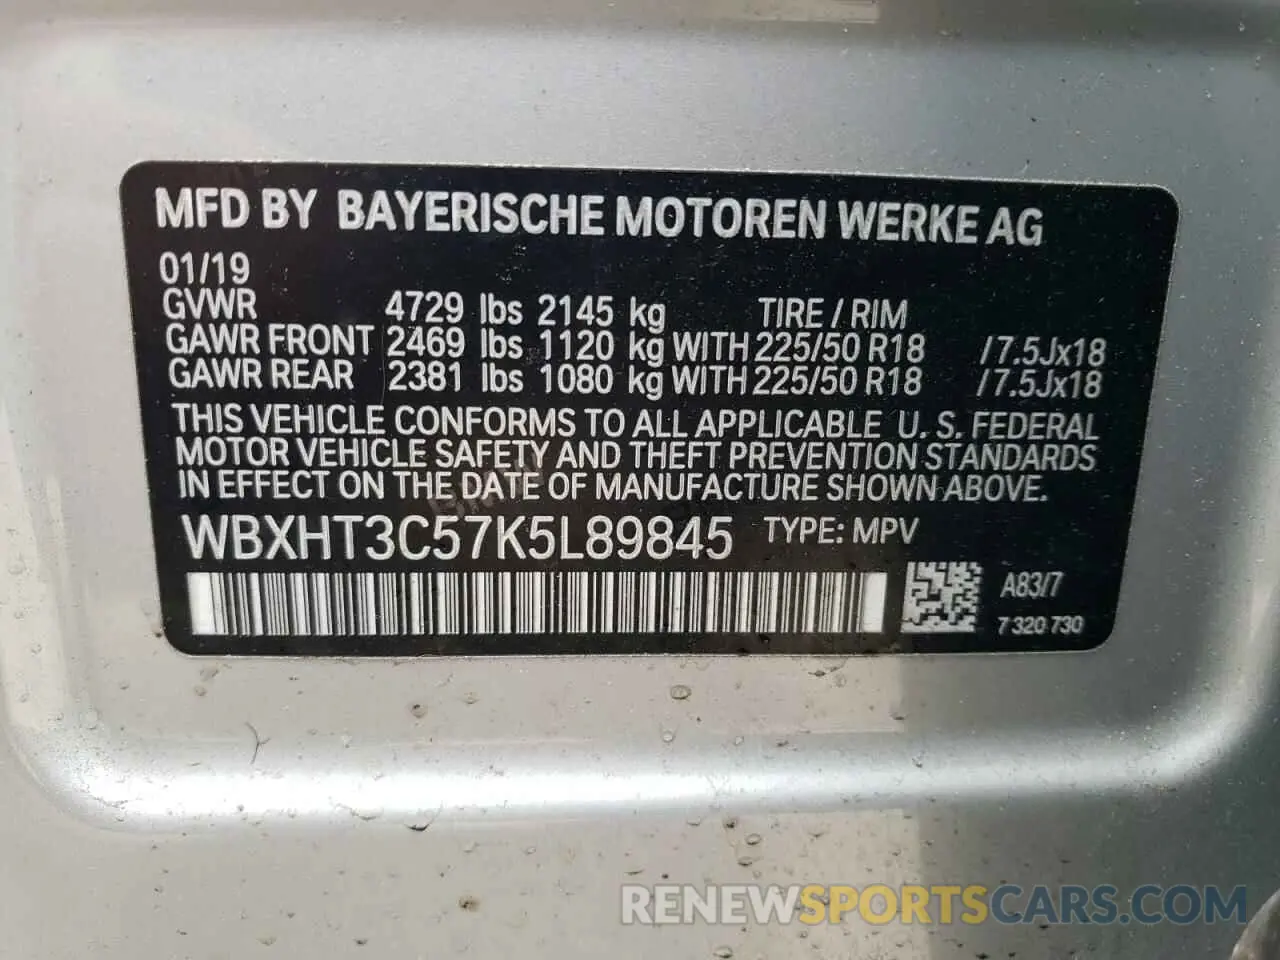 MFD BY BAYERISCHE MOTOREN WERKE AG
01/19
GVWR 4729 lbs 2145 kg TIRE / RIM
GAWR FRONT 2469 lbs 1120 kg WITH 225/50 R18 / 7.5Jx18
GAWR REAR 2381 lbs 1080 kg WITH 225/50 R18 / 7.5Jx18
THIS VEHICLE CONFORMS TO ALL APPLICABLE U. S. FEDERAL
MOTOR VEHICLE SAFETY AND THEFT PREVENTION STANDARDS
IN EFFECT ON THE DATE OF MANUFACTURE SHOWN ABOVE.
WBXHT3C57K5L89845 TYPE: MPV
A83/7
7 320 730
RENEWSPORTSCARS.COM